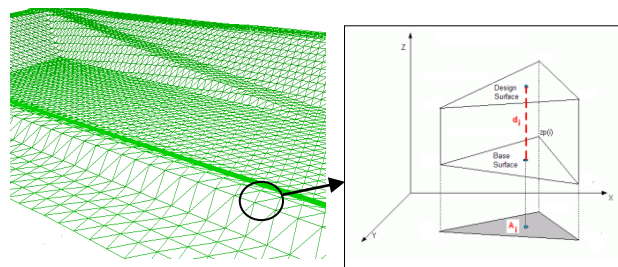 Z
Design
Surface
d i
zp(i)
Base
Surface
X
A i
Y